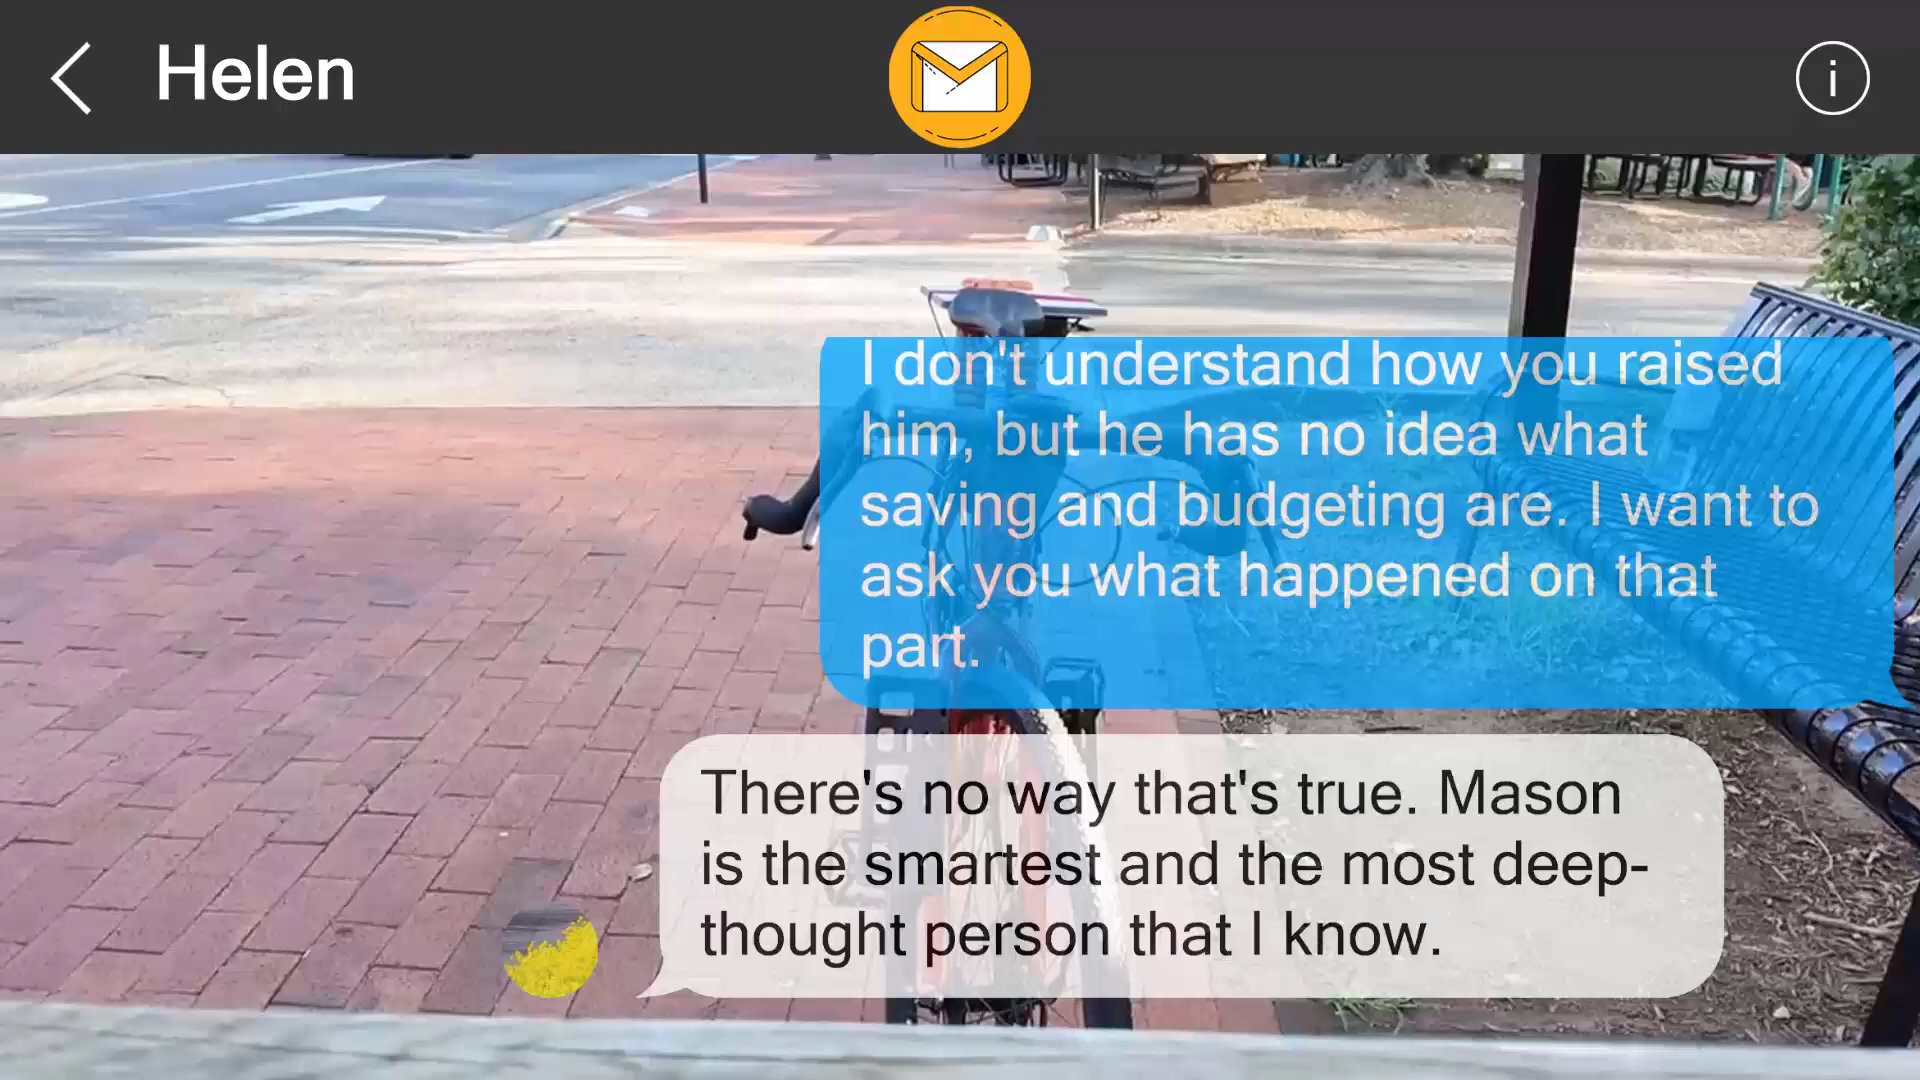 Helen
i
I don't understand how you raised
him, but he has no idea what
saving and budgeting are. I want to
ask you what happened on that
part.
There's no way that's true. Mason
is the smartest and the most deep-
thought person that I know.